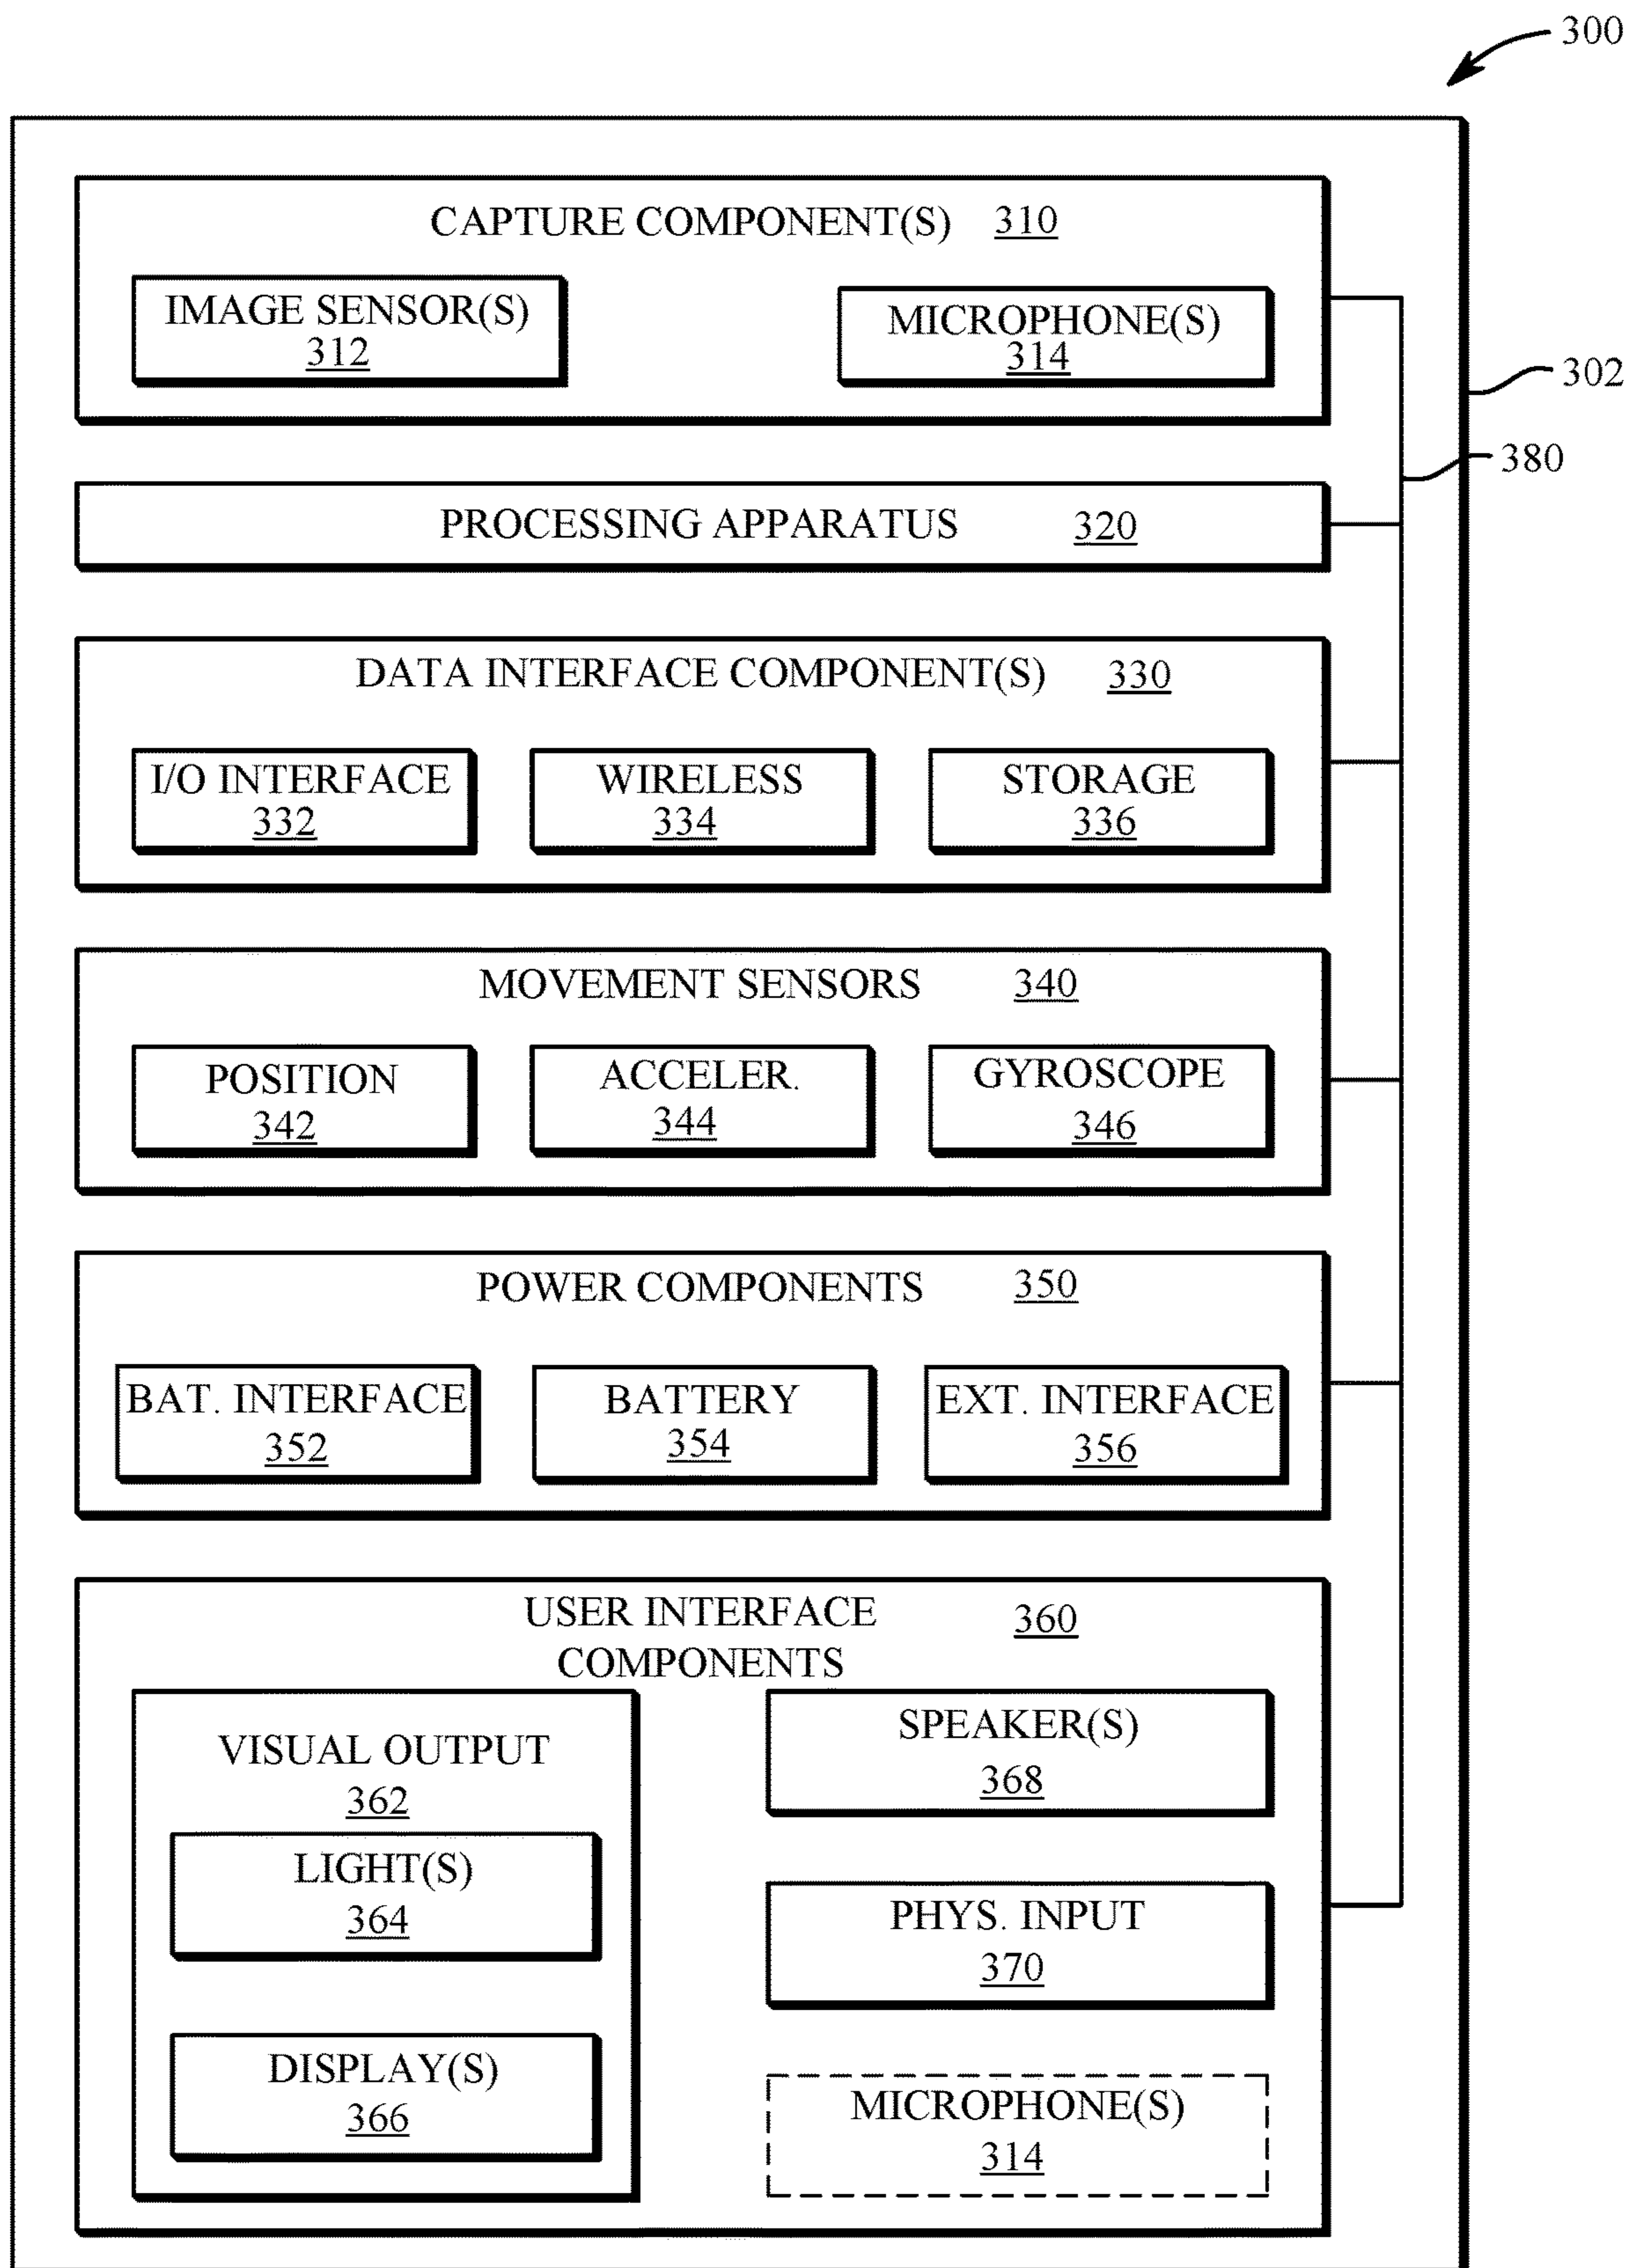 300
CAPTURE COMPONENT(S) 310
IMAGE SENSOR(S)
312
MICROPHONE(S)
314
302
380
PROCESSING APPARATUS 320
DATA INTERFACE COMPONENT(S) 330
I/O INTERFACE
332
WIRELESS
334
STORAGE
336
MOVEMENT SENSORS 340
POSITION
342
ACCELER.
344
GYROSCOPE
346
POWER COMPONENTS 350
BAT. INTERFACE
352
BATTERY
354
EXT. INTERFACE
356
USER INTERFACE 360
COMPONENTS
VISUAL OUTPUT
362
LIGHT(S)
364
DISPLAY(S)
366
SPEAKER(S)
368
PHYS. INPUT
370
MICROPHONE(S)
314